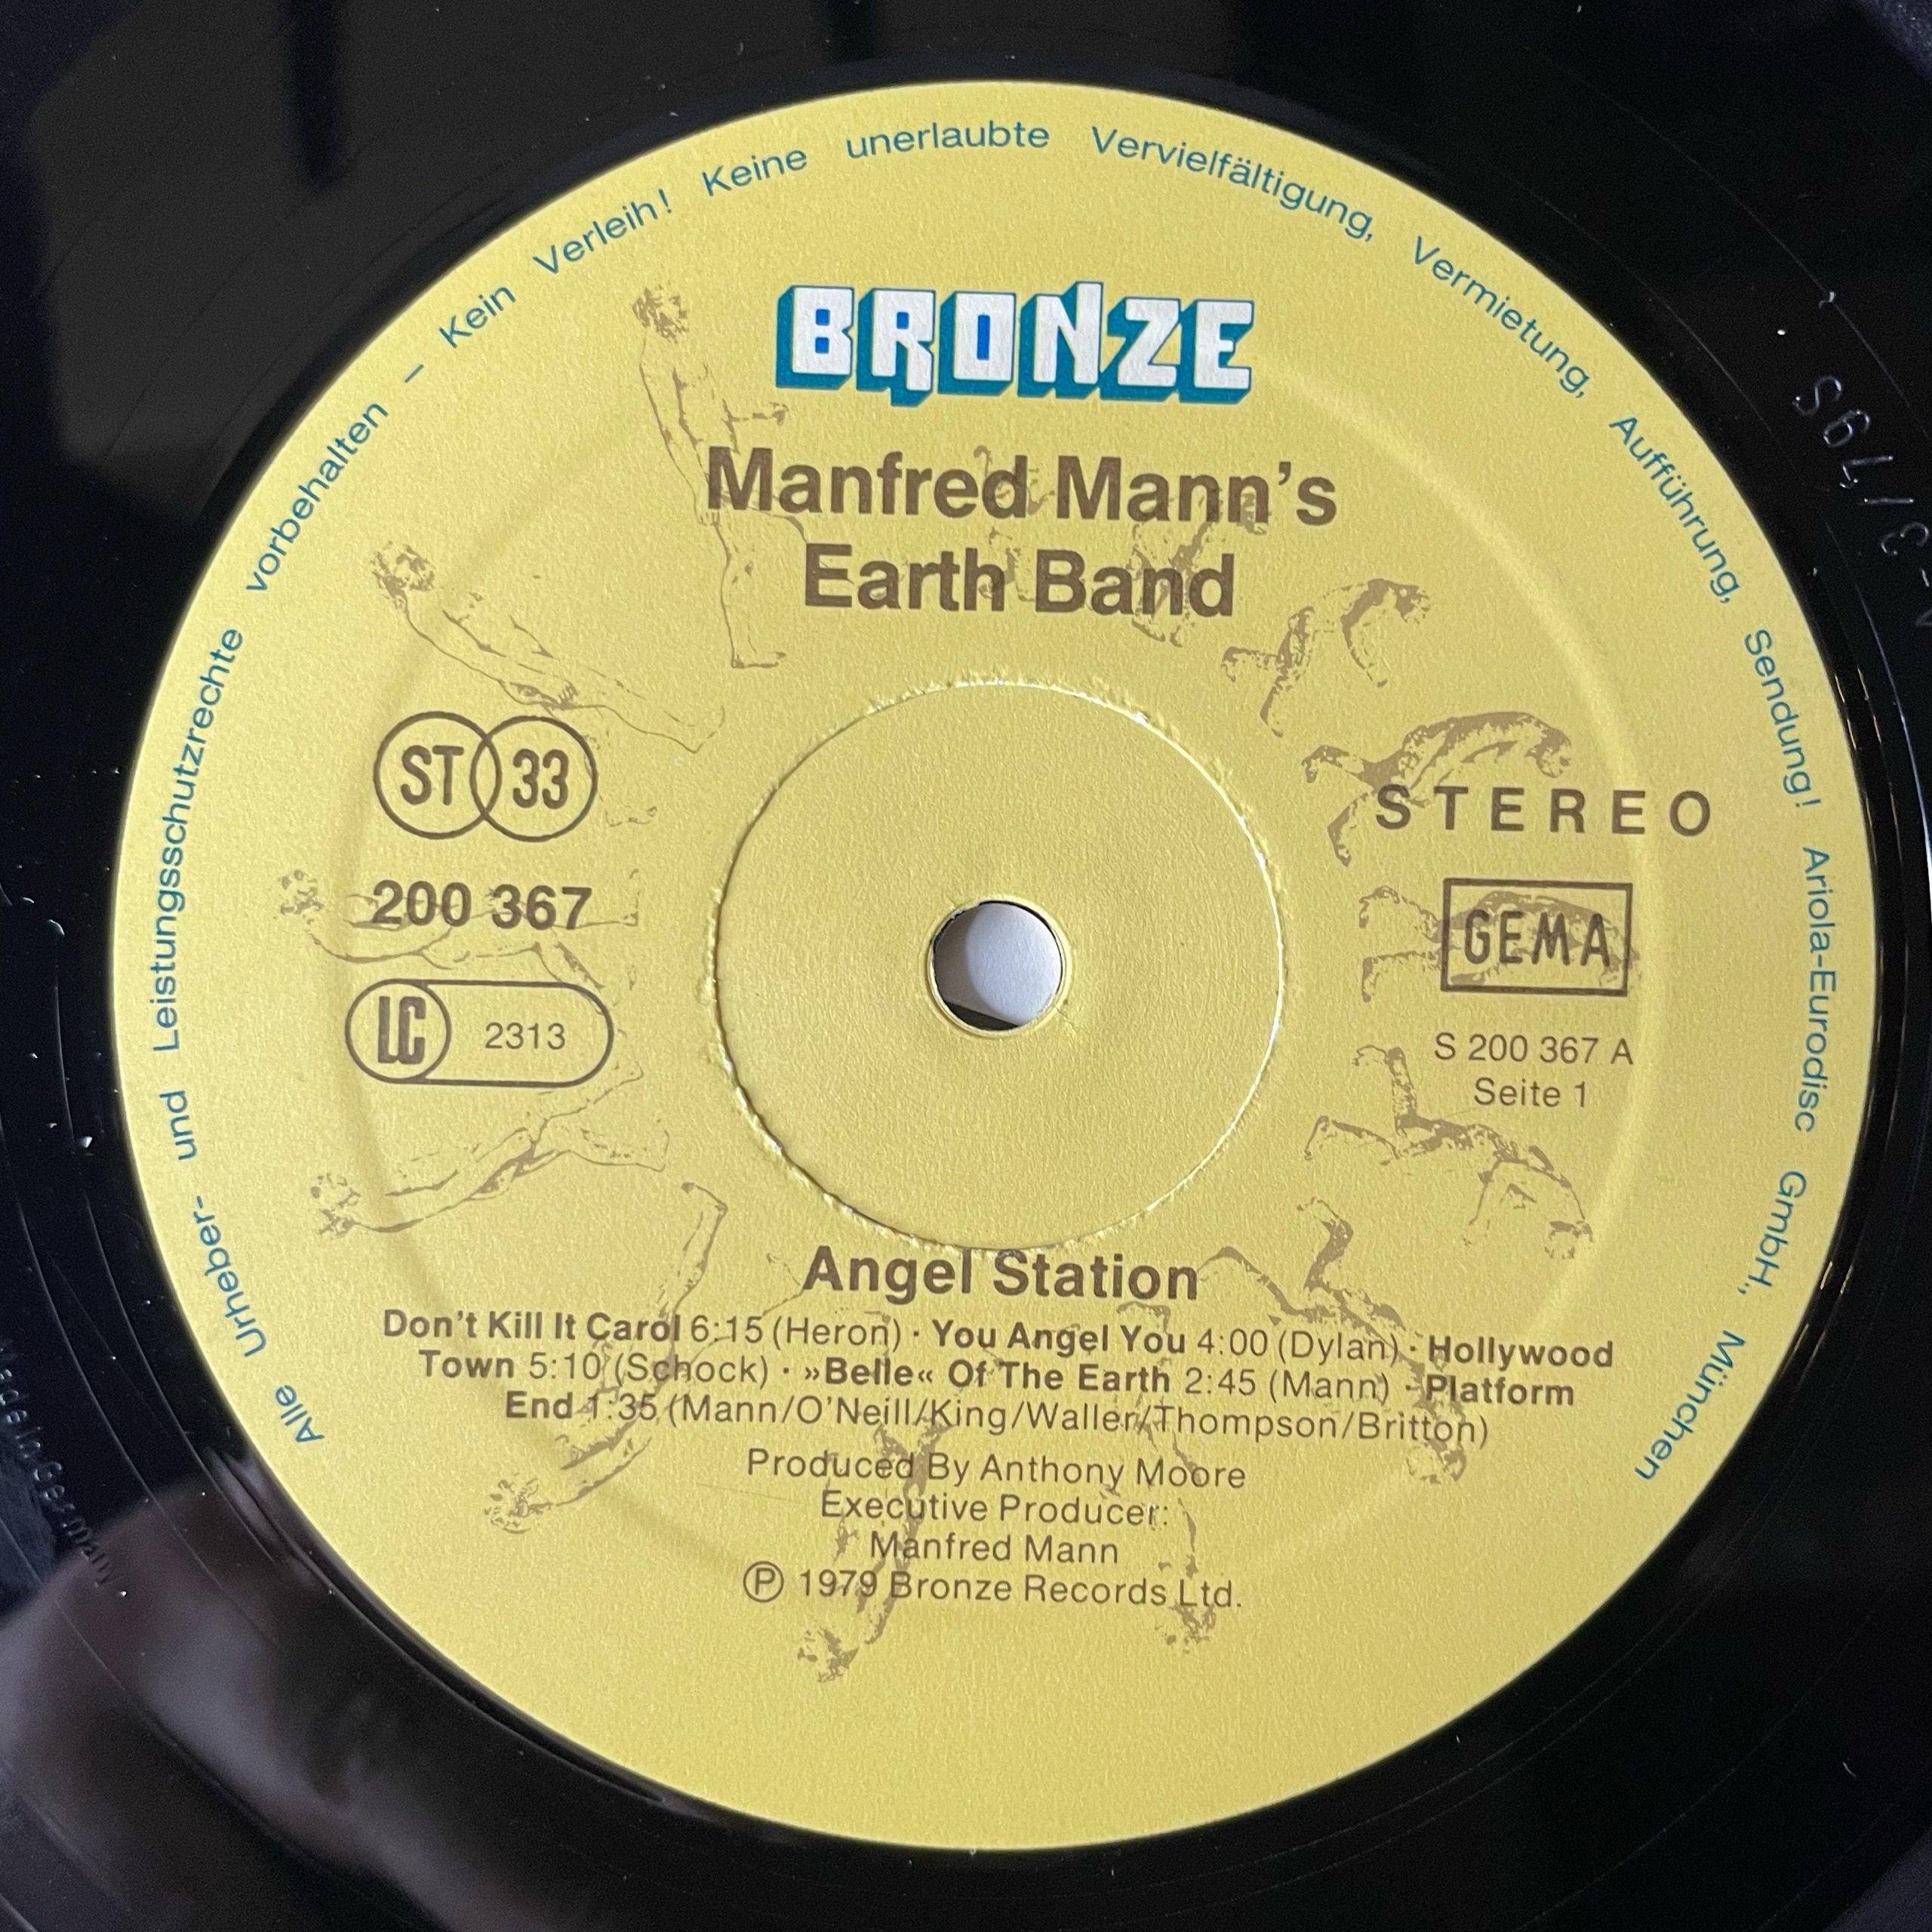 Alle Urheber- und Leistungsschutzrechte vorbehalten – Kein Verleih! Keine unerlaubte Vervielfältigung, Vermietung, Aufführung, Sendung! Ariola-Eurodisc GmbH., München
BRONZE
Manfred Mann's
Earth Band
ST 33
STEREO
200 367
GEMA
LC 2313
S 200 367 A
Seite 1
Angel Station
Don't Kill It Carol 6:15 (Heron) · You Angel You 4:00 (Dylan) · Hollywood
Town 5:10 (Schock) · »Belle« Of The Earth 2:45 (Mann) · Platform
End 1:35 (Mann/O'Neill/King/Waller/Thompson/Britton)
Produced By Anthony Moore
Executive Producer:
Manfred Mann
Ⓟ 1979 Bronze Records Ltd.
Made in Germany